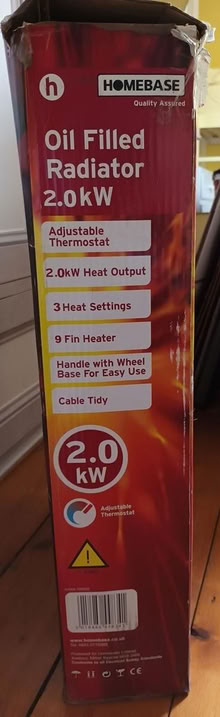 h
HOMEBASE
Quality Assured
Oil Filled
Radiator
2.0kW
Adjustable
Thermostat
2.0kW Heat Output
3 Heat Settings
9 Fin Heater
Handle with Wheel
Base For Easy Use
Cable Tidy
2.0
kW
Adjustable
Thermostat
www.homebase.co.uk
CE